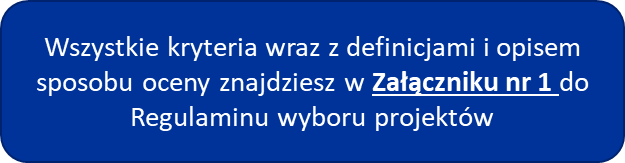 Wszystkie kryteria wraz z definicjami i opisem
sposobu oceny znajdziesz w Załączniku nr 1 do
Regulaminu wyboru projektów